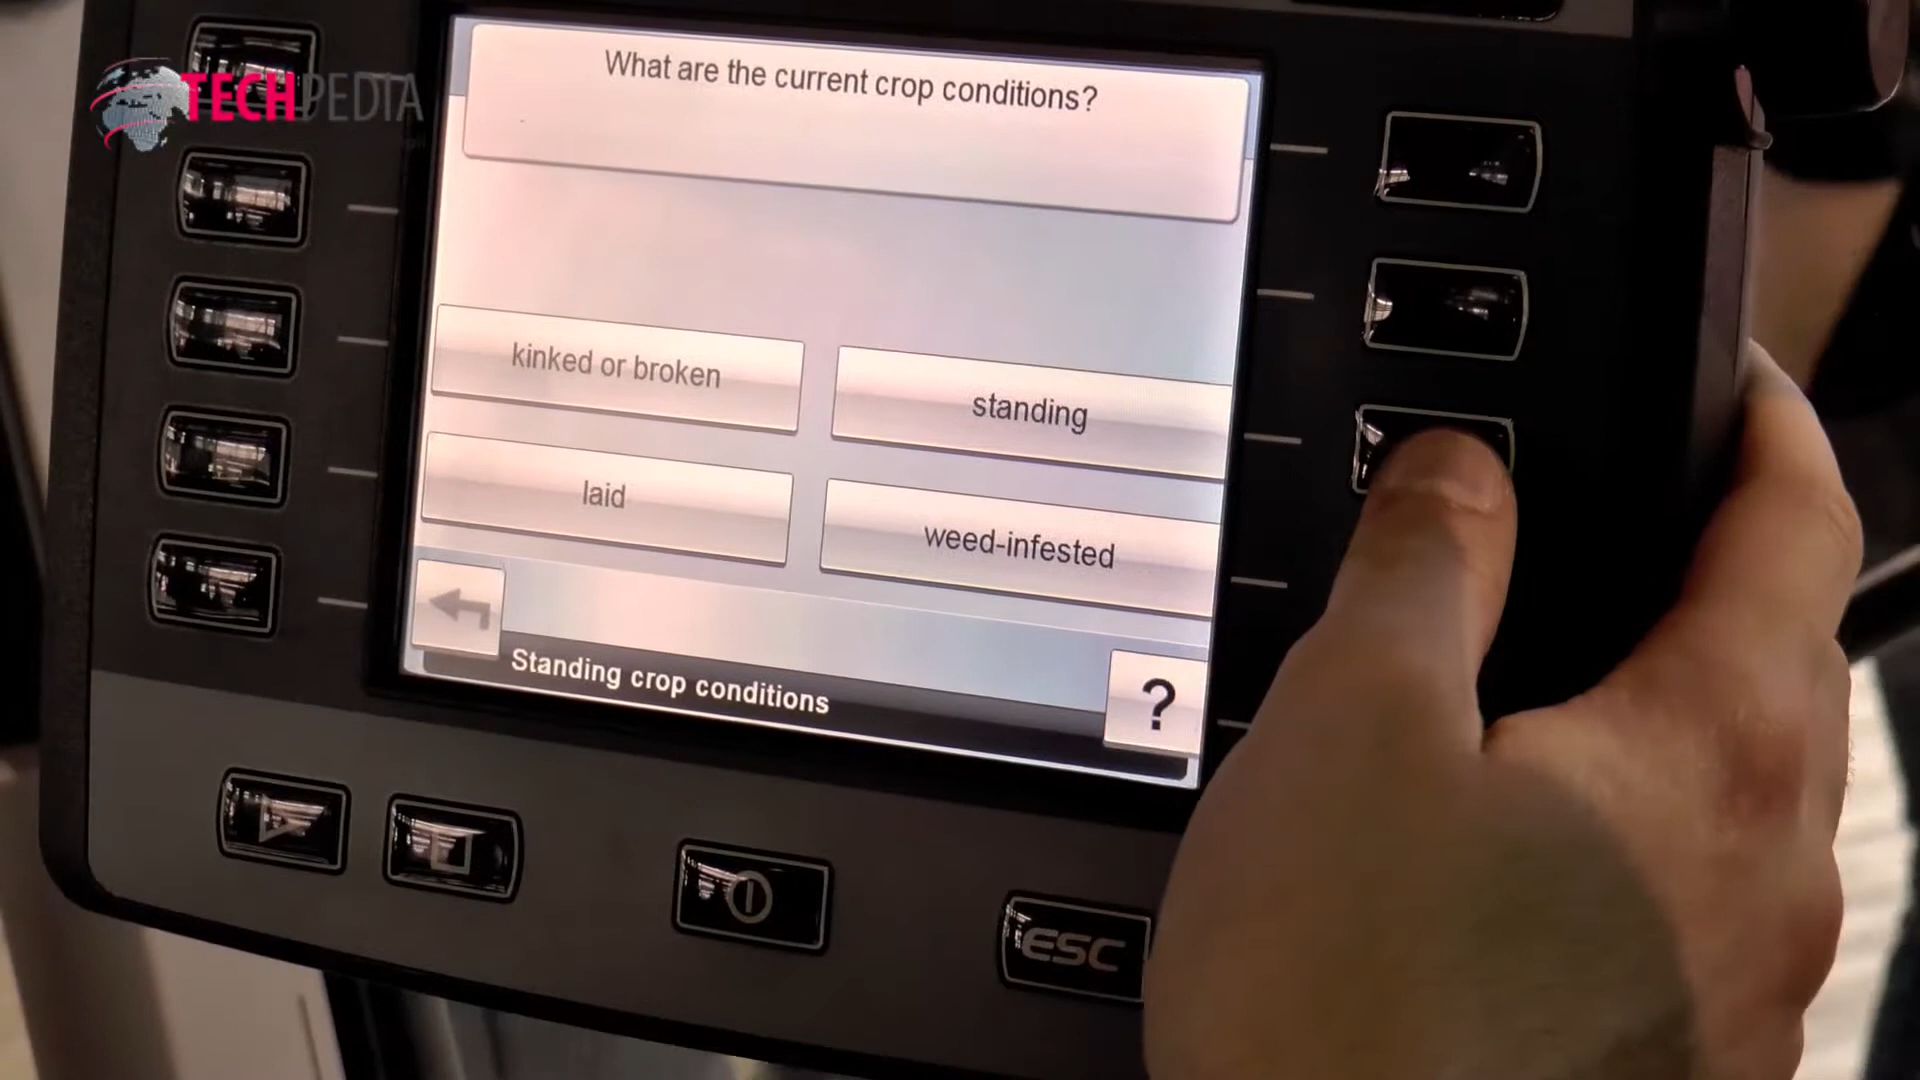 TECHPEDIA
What are the current crop conditions?
kinked or broken
standing
laid
weed-infested
Standing crop conditions
?
ESC